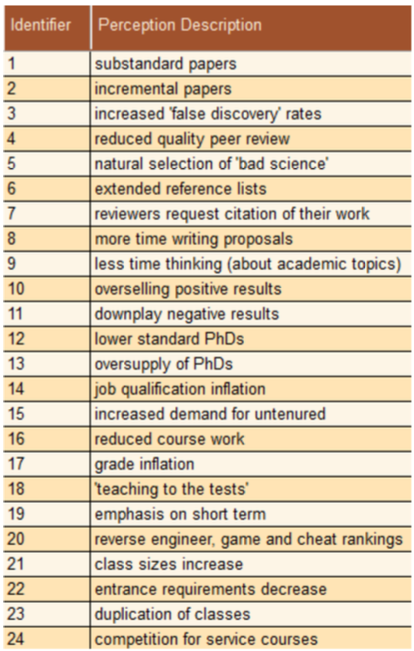 Identifier Perception Description
1 substandard papers
2 incremental papers
3 increased 'false discovery' rates
4 reduced quality peer review
5 natural selection of 'bad science'
6 extended reference lists
7 reviewers request citation of their work
8 more time writing proposals
9 less time thinking (about academic topics)
10 overselling positive results
11 downplay negative results
12 lower standard PhDs
13 oversupply of PhDs
14 job qualification inflation
15 increased demand for untenured
16 reduced course work
17 grade inflation
18 'teaching to the tests'
19 emphasis on short term
20 reverse engineer, game and cheat rankings
21 class sizes increase
22 entrance requirements decrease
23 duplication of classes
24 competition for service courses